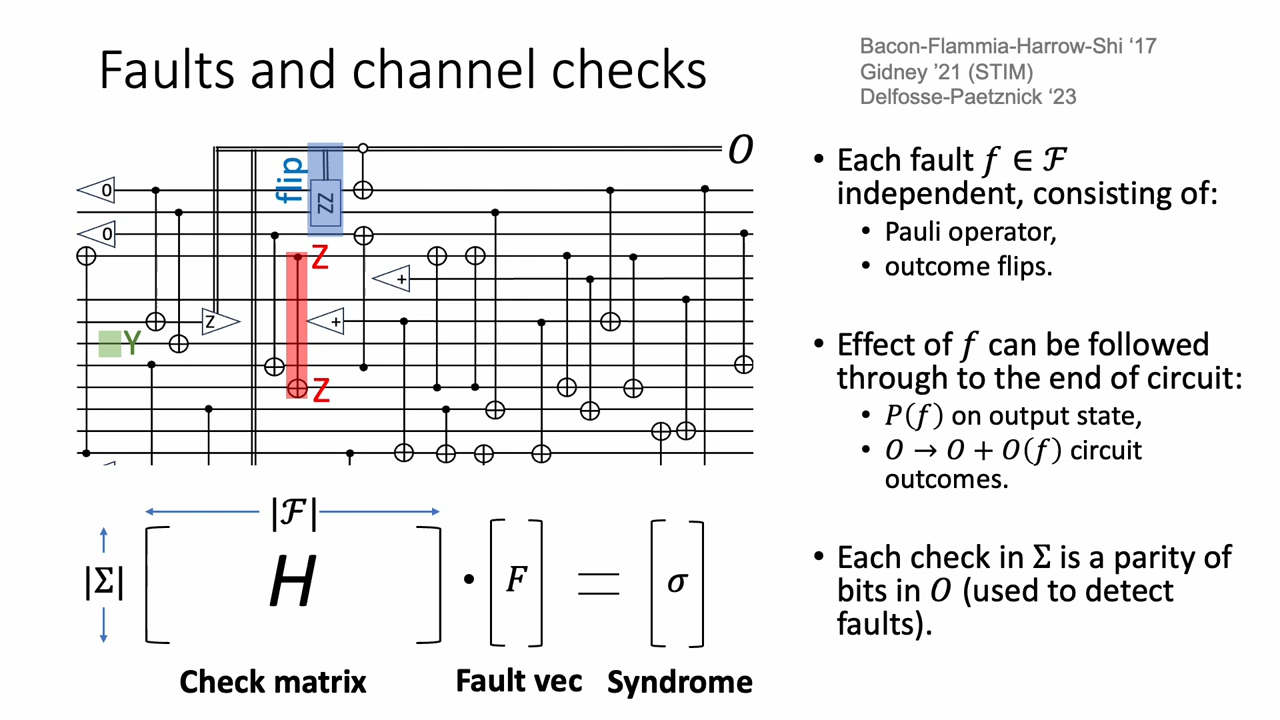 Faults and channel checks
Bacon-Flammia-Harrow-Shi ‘17
Gidney ’21 (STIM)
Delfosse-Paetznick ‘23
O
flip
ZZ
0
0
Z
+
Z
+
Y
Z
• Each fault f ∈ ℱ
independent, consisting of:
• Pauli operator,
• outcome flips.
• Effect of f can be followed
through to the end of circuit:
• P(f) on output state,
• O → O + O(f) circuit
outcomes.
• Each check in Σ is a parity of
bits in O (used to detect
faults).
|ℱ|
|Σ|
H · F = σ
Check matrix
Fault vec
Syndrome